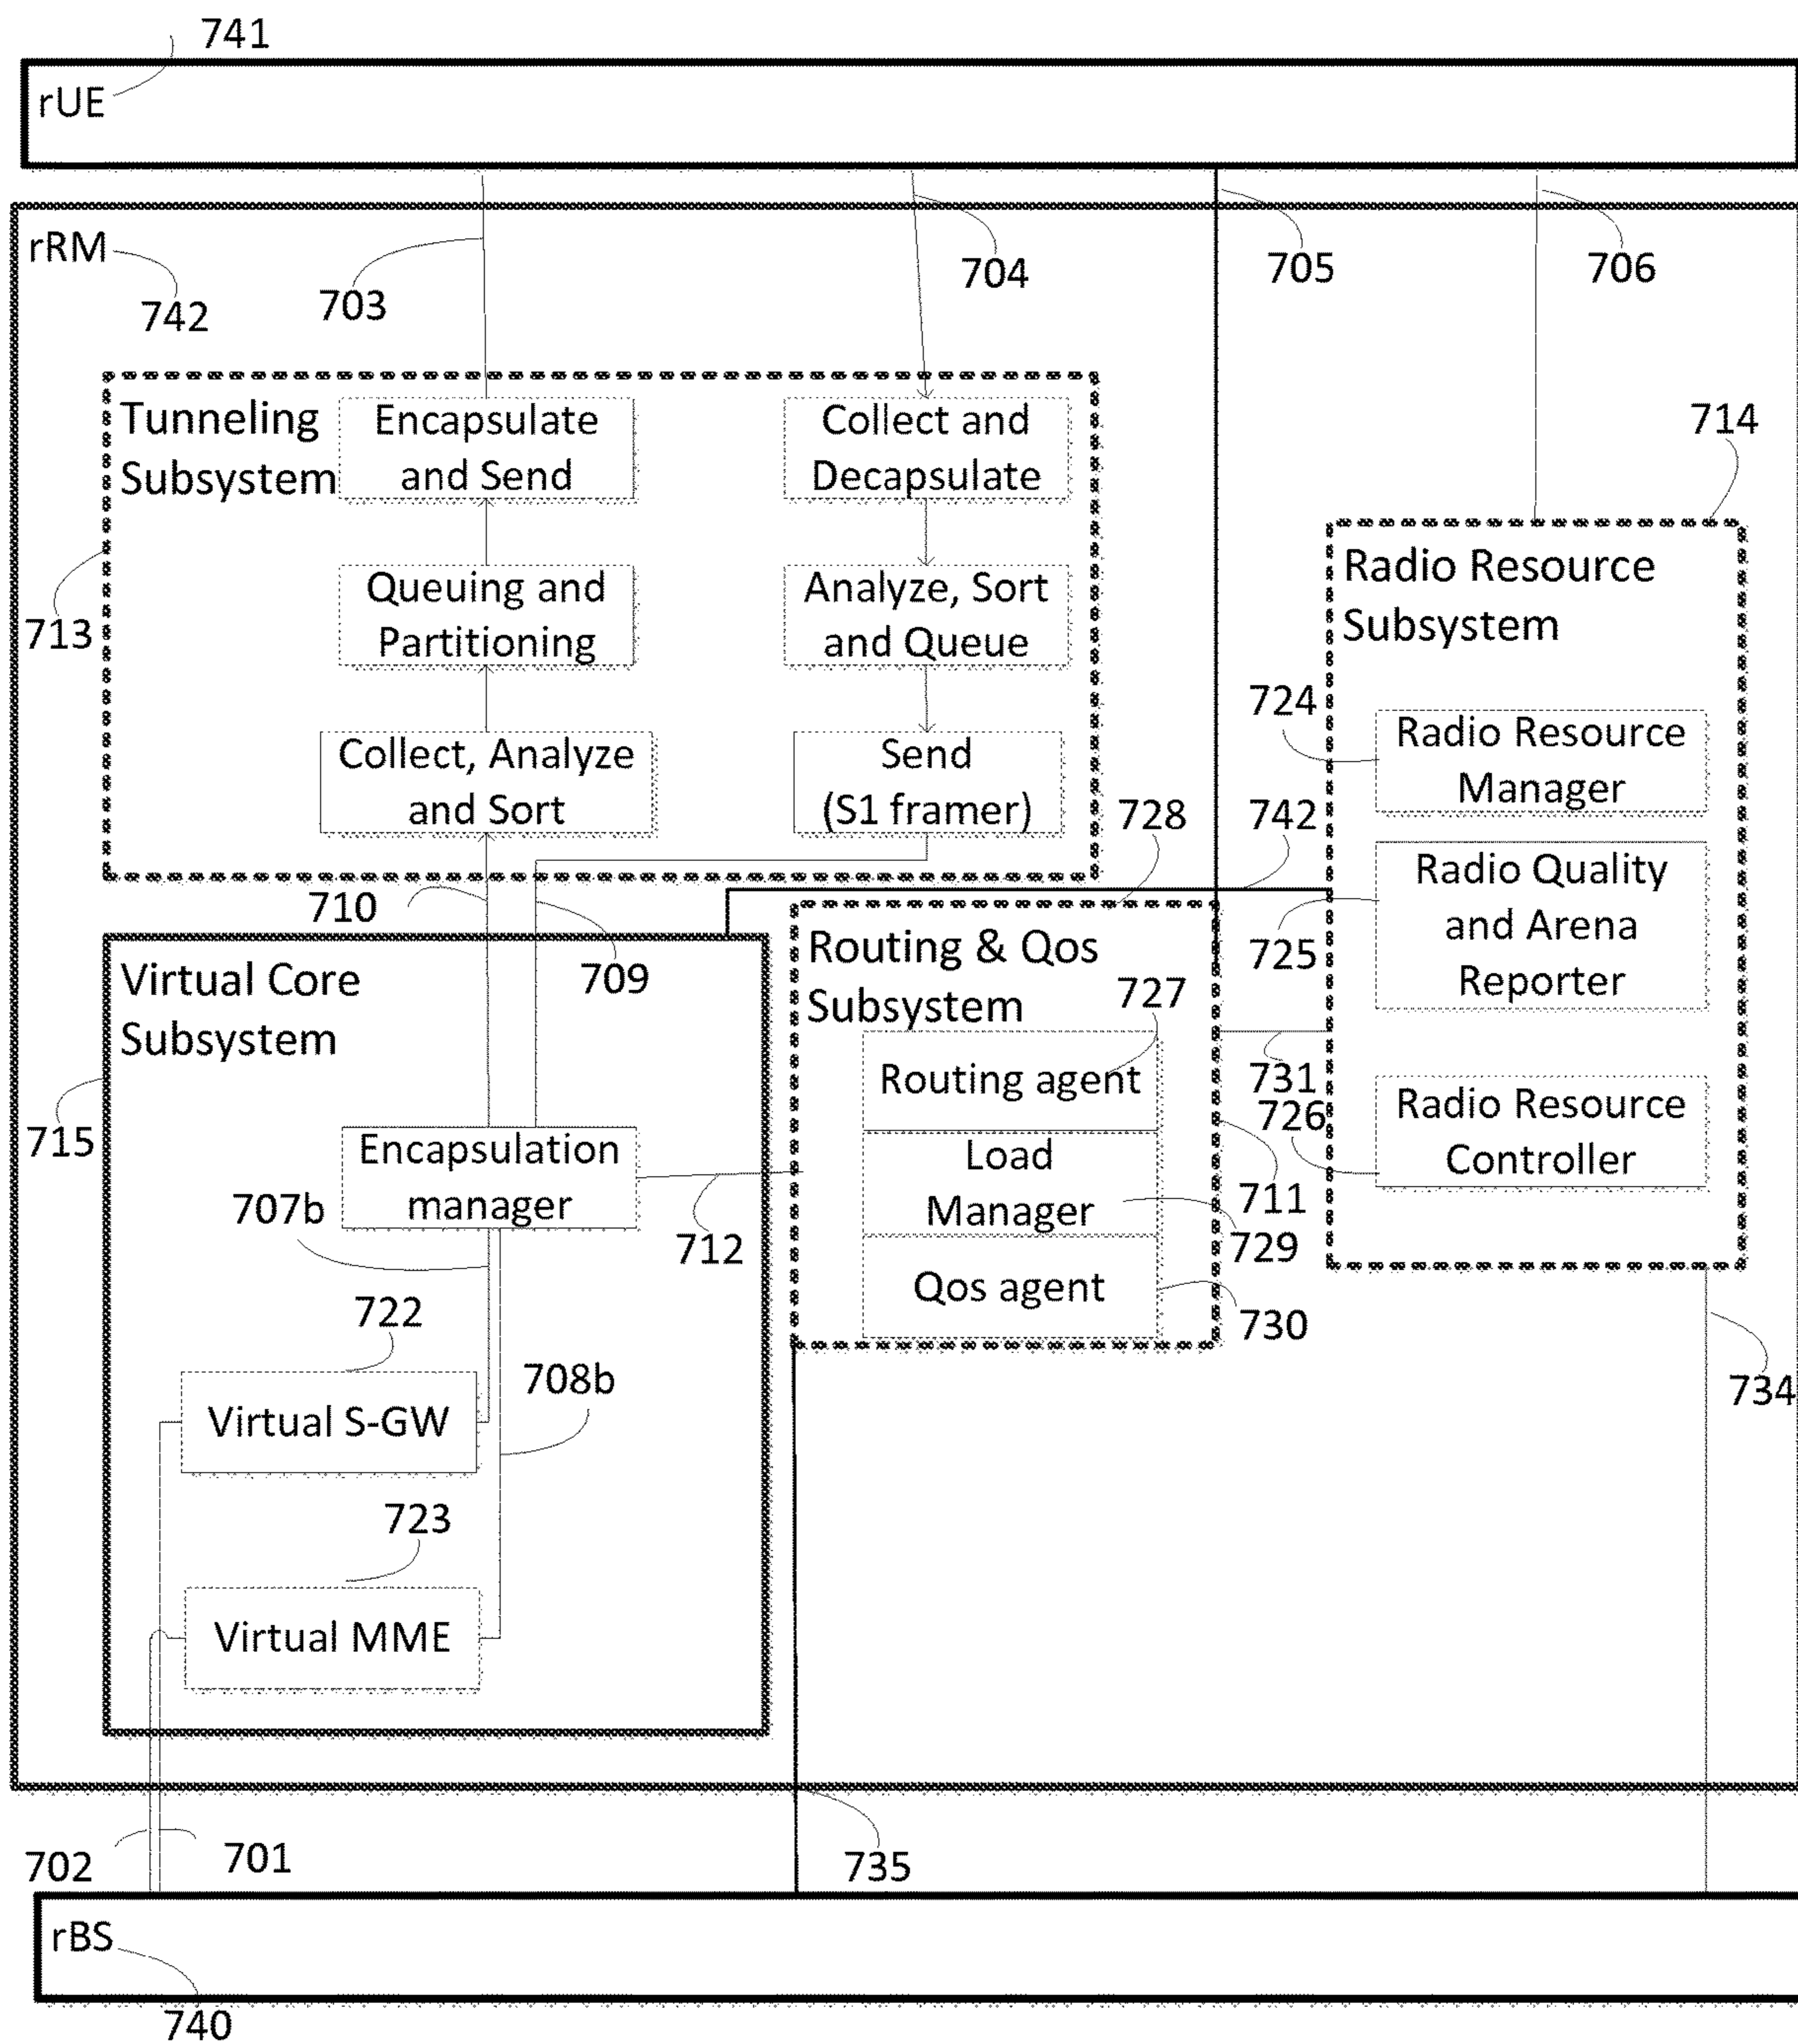 741
rUE
rRM
742
703
704
705
706
Tunneling
Subsystem
Encapsulate
and Send
Collect and
Decapsulate
714
Radio Resource
Subsystem
713
Queuing and
Partitioning
Analyze, Sort
and Queue
724
Radio Resource
Manager
Collect, Analyze
and Sort
Send
(S1 framer)
728
742
725
Radio Quality
and Arena
Reporter
710
709
Routing & Qos
Subsystem
727
Virtual Core
Subsystem
715
731
726
Radio Resource
Controller
Routing agent
Load
Manager
Qos agent
711
729
730
Encapsulation
manager
712
707b
722
708b
734
Virtual S-GW
723
Virtual MME
702
701
735
rBS
740